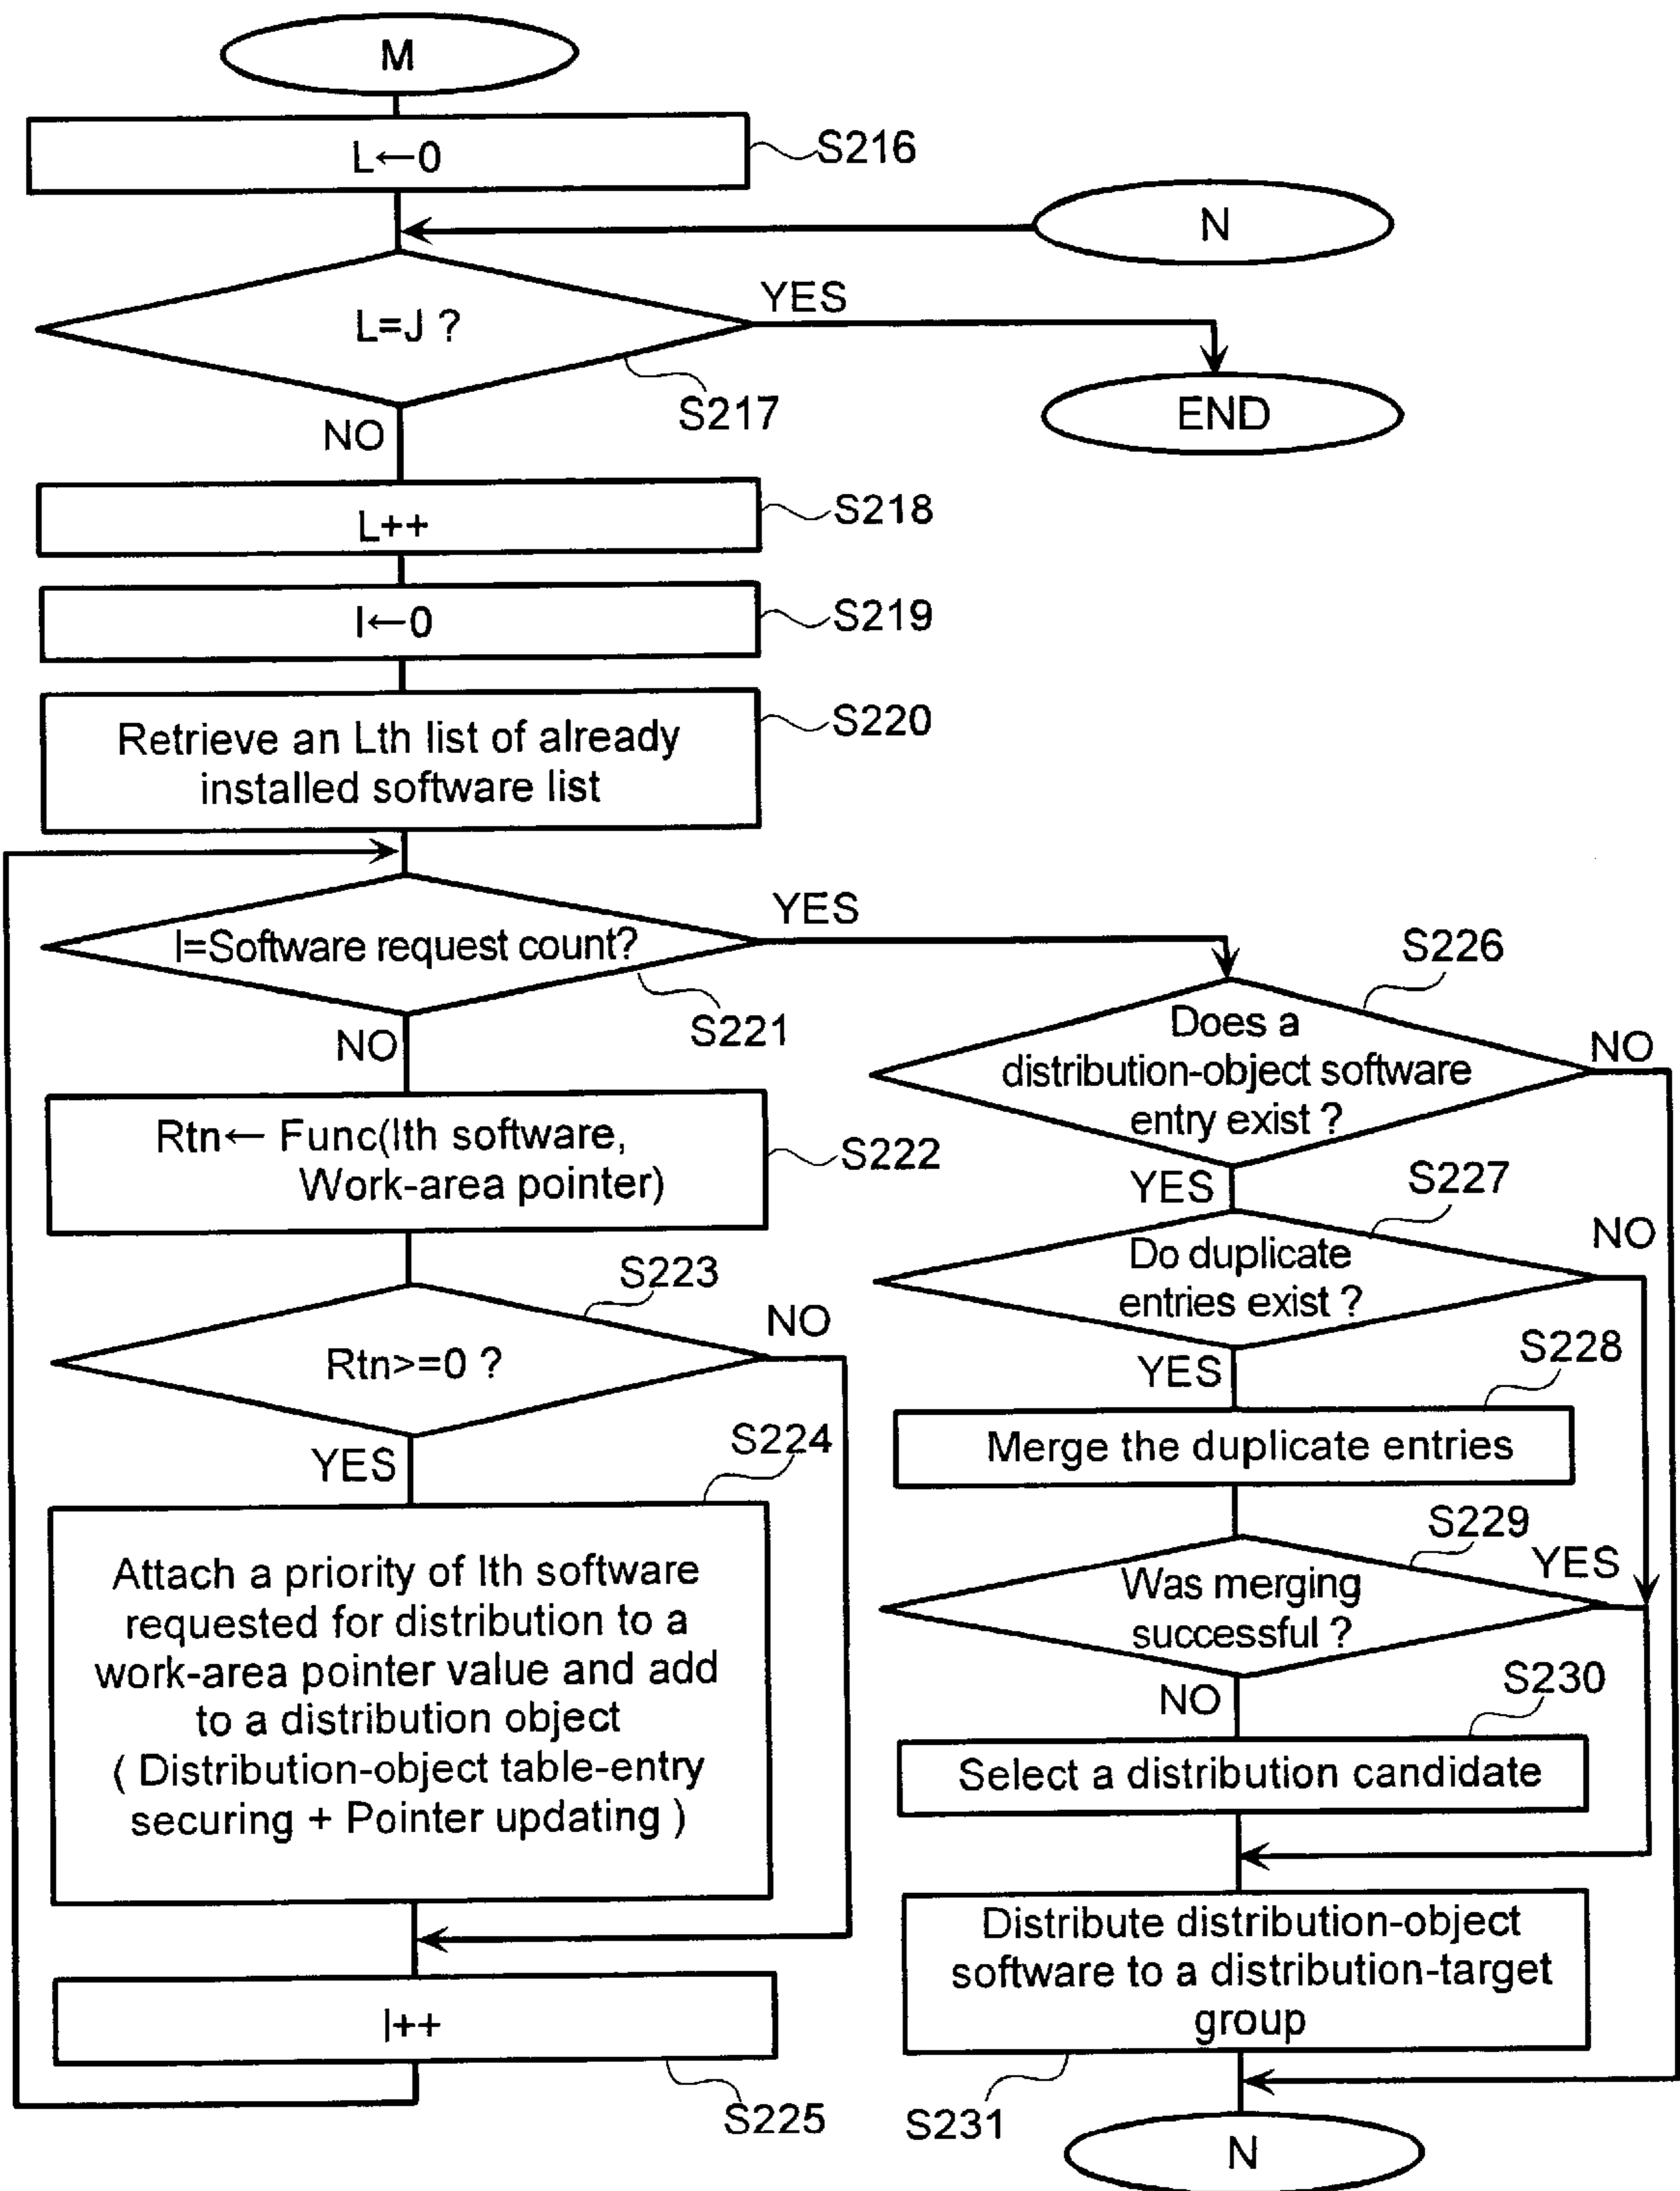 M
L←0
S216
N
L=J ?
YES
S217
END
NO
L++
S218
I←0
S219
Retrieve an Lth list of already
installed software list
S220
I=Software request count?
YES
S221
NO
Rtn← Func(Ith software,
Work-area pointer)
S222
S223
Rtn>=0 ?
NO
YES
S224
Attach a priority of Ith software
requested for distribution to a
work-area pointer value and add
to a distribution object
( Distribution-object table-entry
securing + Pointer updating )
I++
S225
S226
Does a
distribution-object software
entry exist ?
NO
YES
S227
Do duplicate
entries exist ?
NO
YES
S228
Merge the duplicate entries
S229
Was merging
successful ?
YES
NO
S230
Select a distribution candidate
Distribute distribution-object
software to a distribution-target
group
S231
N